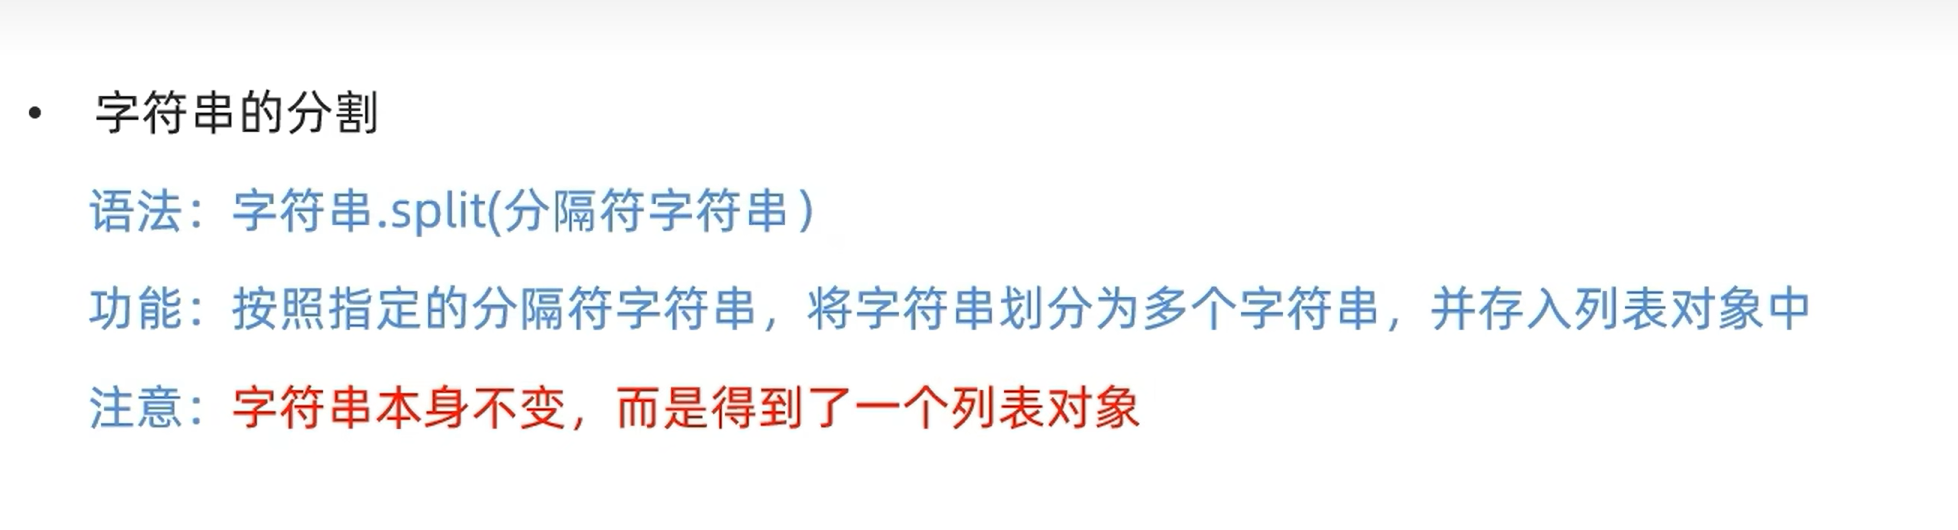 • 字符串的分割
语法：字符串.split(分隔符字符串）
功能：按照指定的分隔符字符串，将字符串划分为多个字符串，并存入列表对象中
注意：字符串本身不变，而是得到了一个列表对象